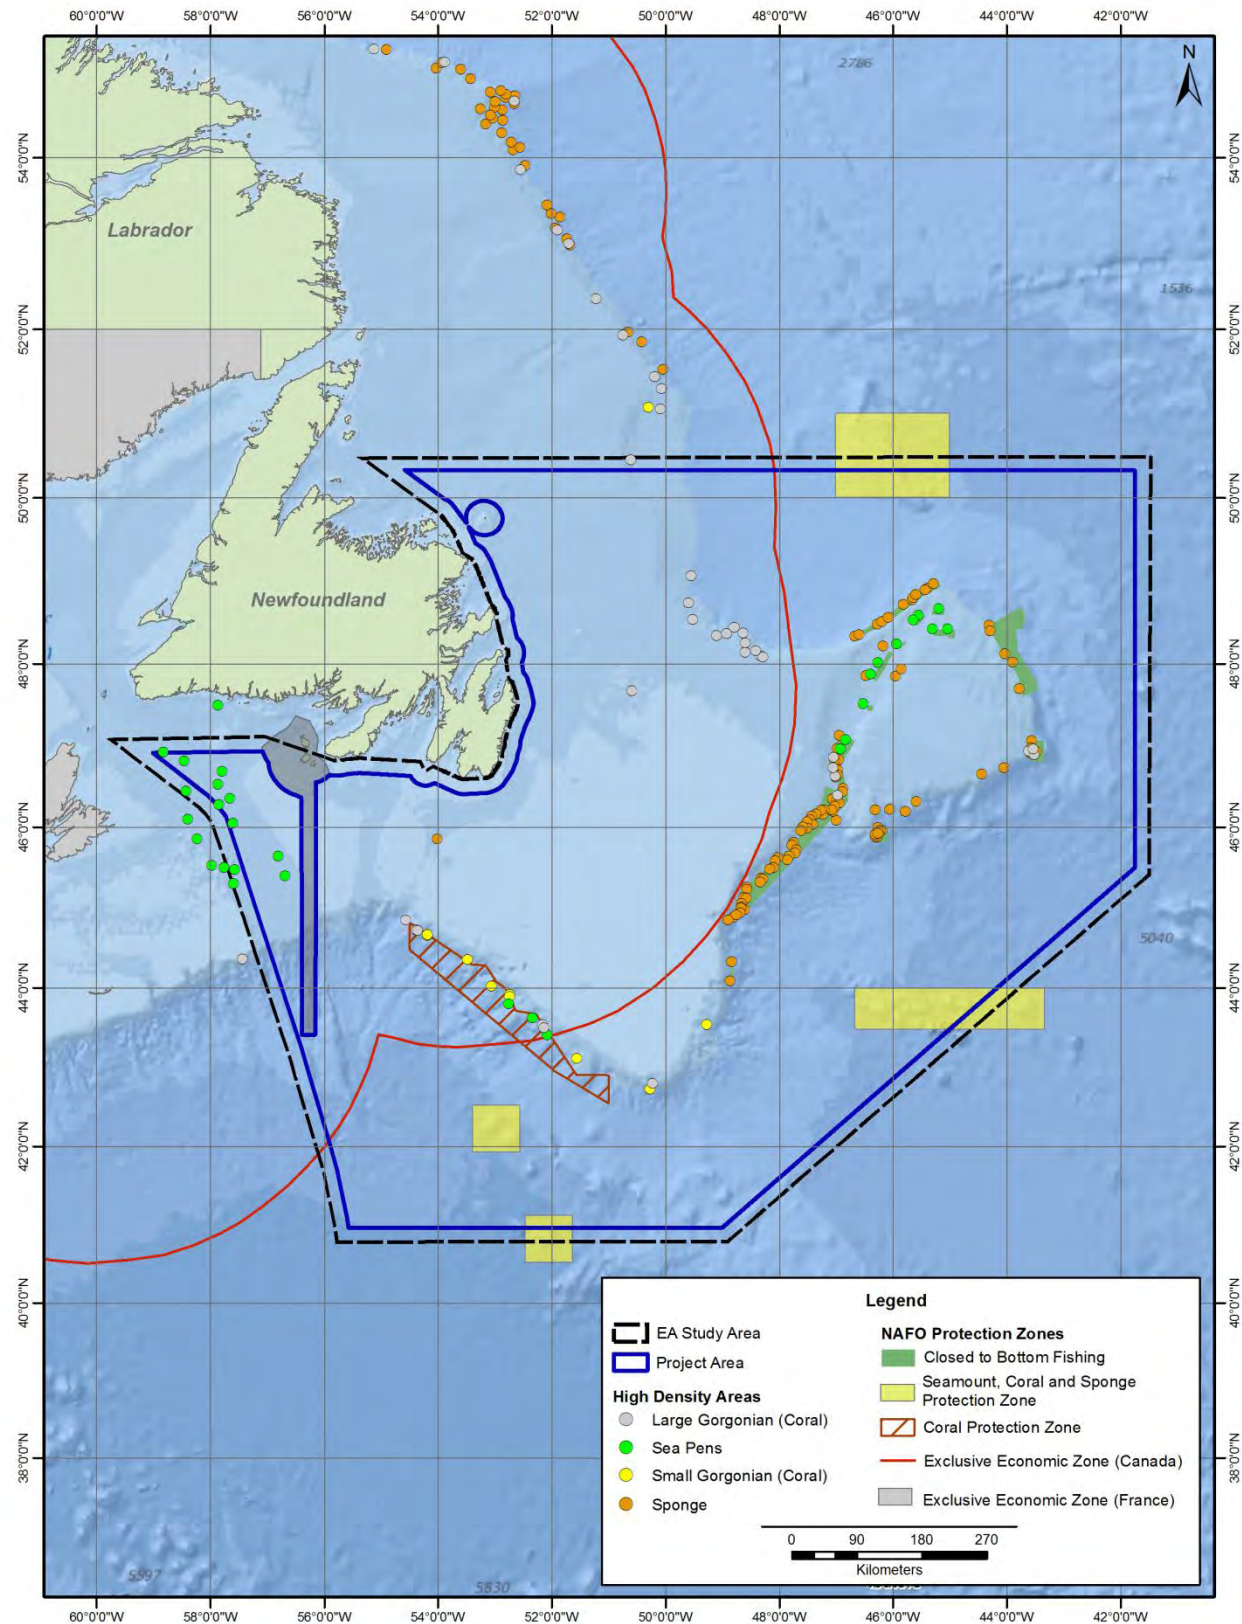 60°0'0"W 58°0'0"W 56°0'0"W 54°0'0"W 52°0'0"W 50°0'0"W 48°0'0"W 46°0'0"W 44°0'0"W 42°0'0"W
N
2786
54°0'0"N 54°0'0"N
Labrador
1536
52°0'0"N 52°0'0"N
50°0'0"N 50°0'0"N
Newfoundland
48°0'0"N 48°0'0"N
46°0'0"N 46°0'0"N
5040
44°0'0"N 44°0'0"N
42°0'0"N 42°0'0"N
40°0'0"N 40°0'0"N
38°0'0"N 38°0'0"N
Legend
EA Study Area
Project Area
High Density Areas
Large Gorgonian (Coral)
Sea Pens
Small Gorgonian (Coral)
Sponge
NAFO Protection Zones
Closed to Bottom Fishing
Seamount, Coral and Sponge
Protection Zone
Coral Protection Zone
Exclusive Economic Zone (Canada)
Exclusive Economic Zone (France)
0 90 180 270
Kilometers
5597
5830
60°0'0"W 58°0'0"W 56°0'0"W 54°0'0"W 52°0'0"W 50°0'0"W 48°0'0"W 46°0'0"W 44°0'0"W 42°0'0"W